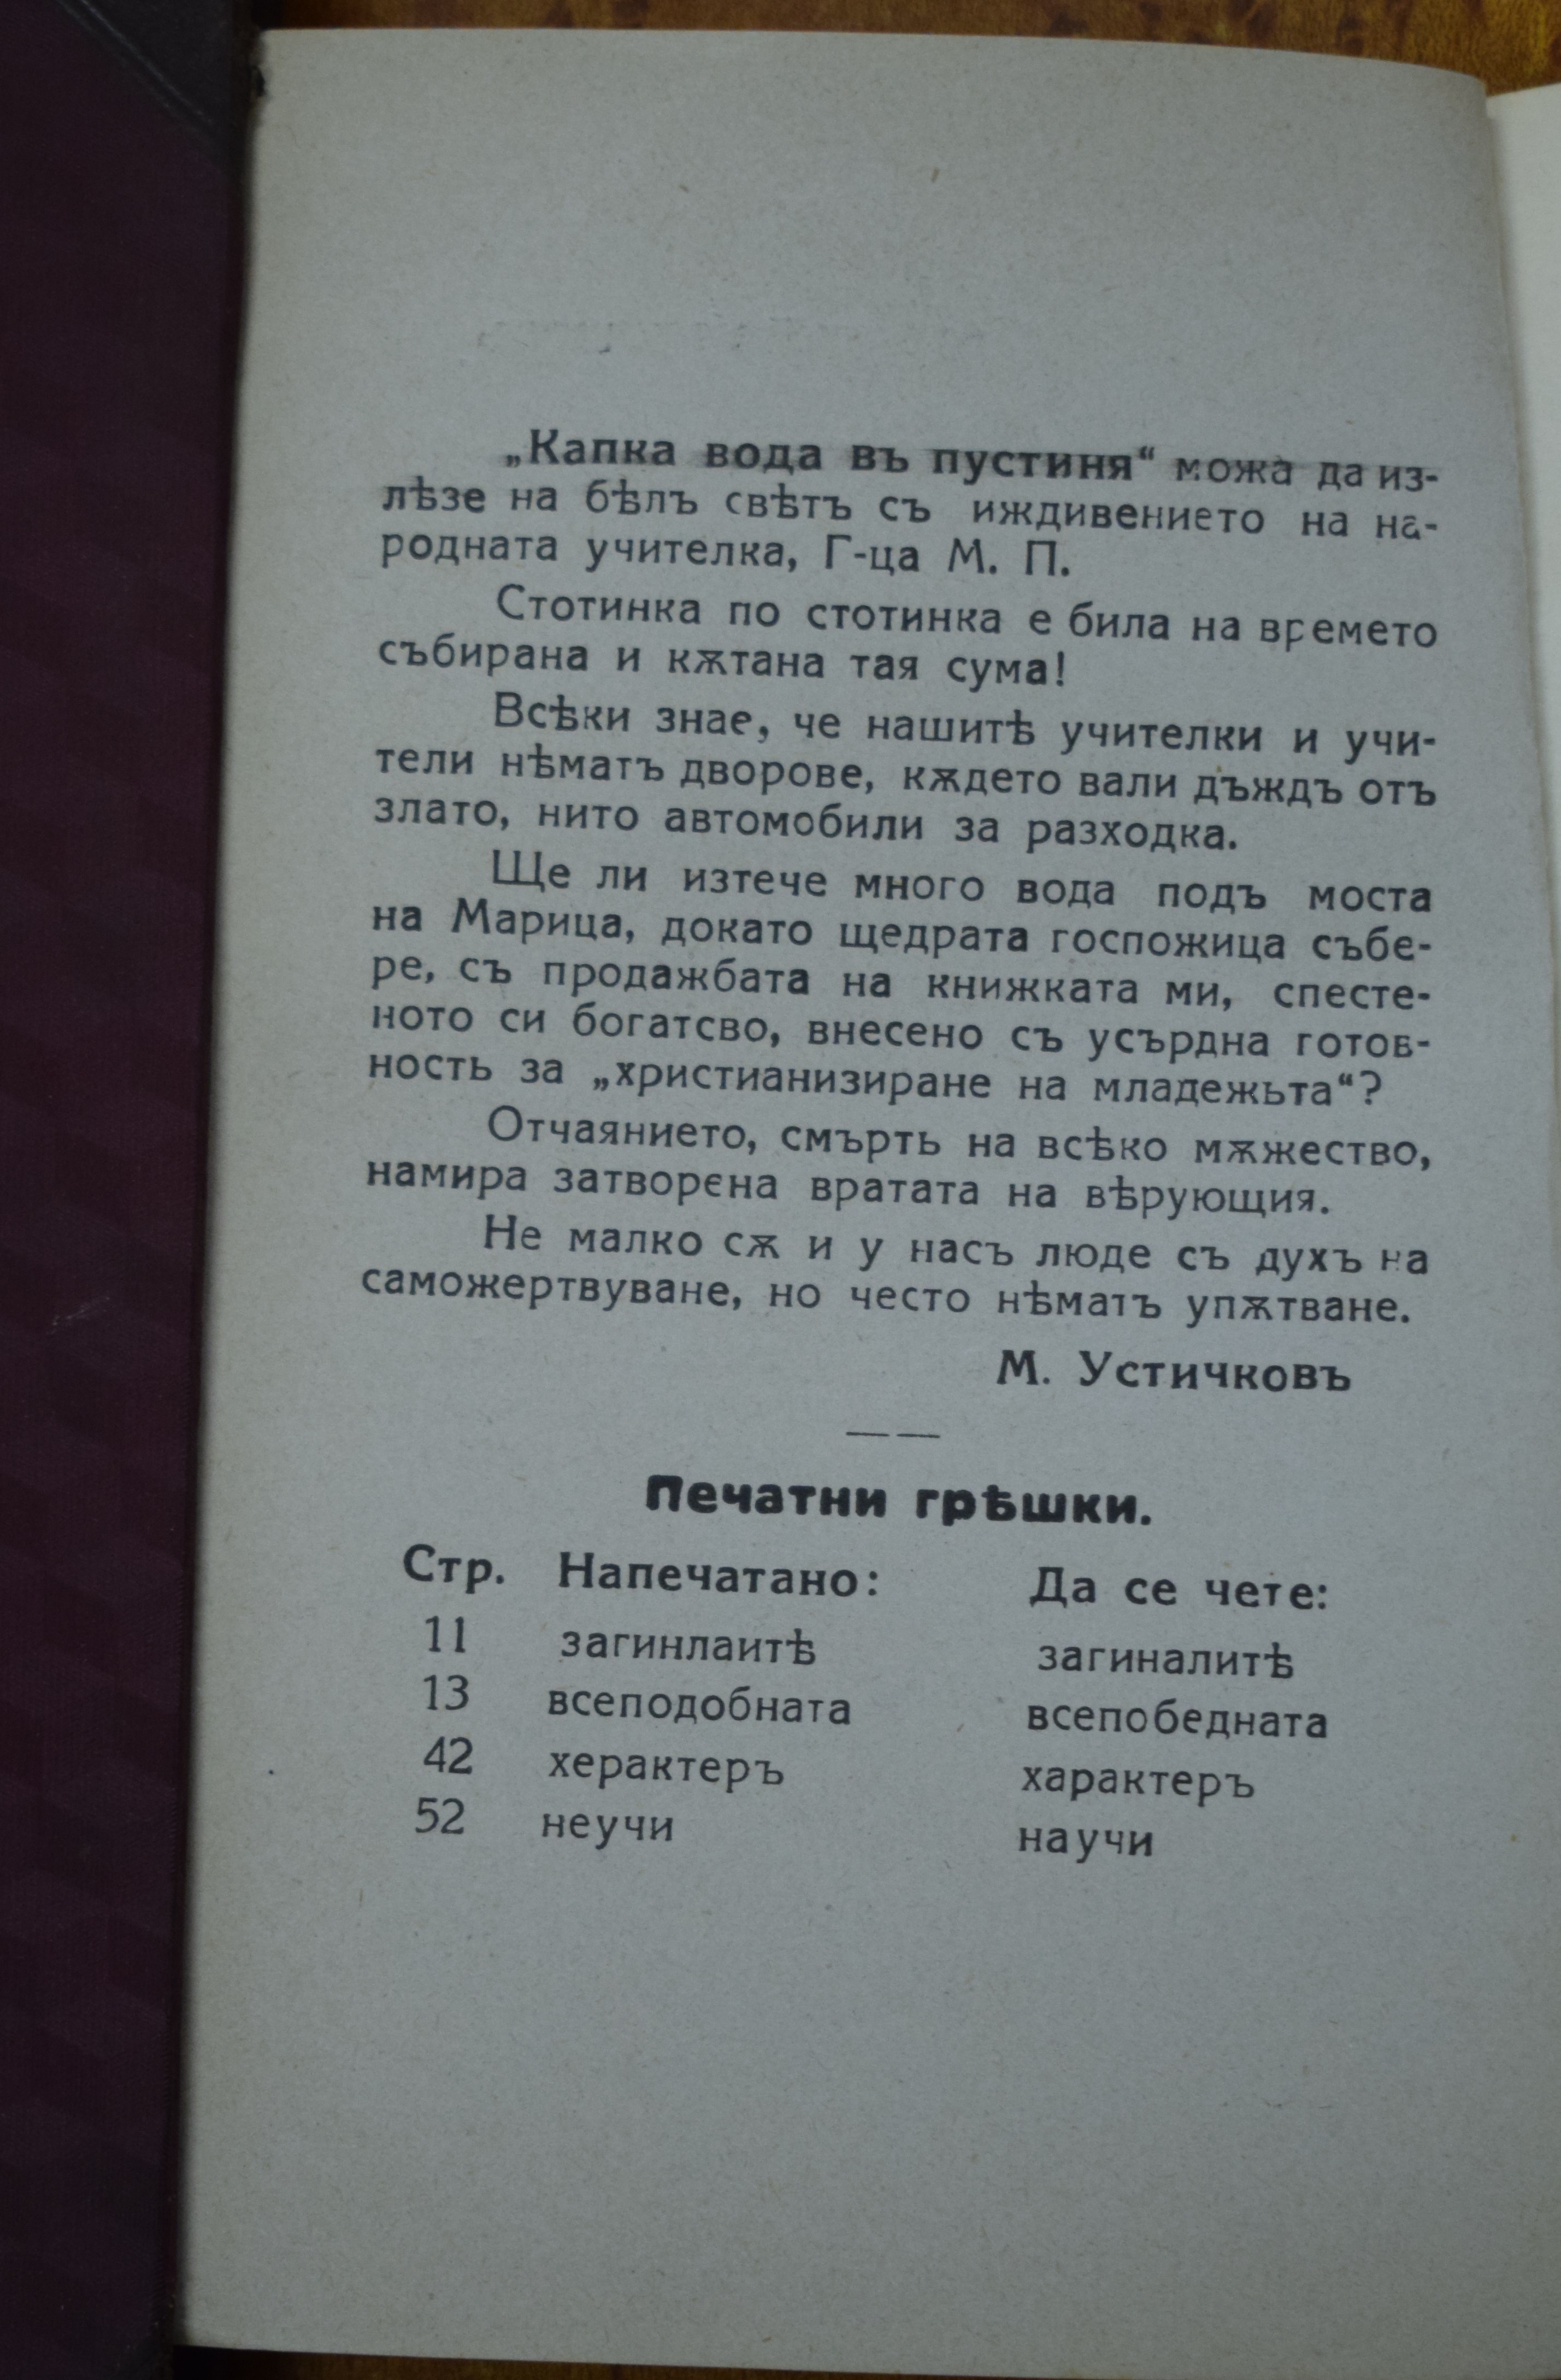 „Капка вода въ пустиня“ можа да из-
лѣзе на бѣлъ свѣтъ съ иждивението на на-
родната учителка, Г-ца М. П.
Стотинка по стотинка е била на времето
събирана и кѫтана тая сума!
Всѣки знае, че нашитѣ учителки и учи-
тели нѣматъ дворове, кѫдето вали дъждъ отъ
злато, нито автомобили за разходка.
Ще ли изтече много вода подъ моста
на Марица, докато щедрата госпожица събе-
ре, съ продажбата на книжката ми, спесте-
ното си богатсво, внесено съ усърдна готов-
ность за „християнизиране на младежьта“?
Отчаянието, смърть на всѣко мѫжество,
намира затворена вратата на вѣрующия.
Не малко сѫ и у насъ люде съ духъ на
саможертвуване, но често нѣматъ упѫтване.
М. Устичковъ
Печатни грѣшки.
Стр. Напечатано: Да се чете:
11 загинлаитѣ загиналитѣ
13 всеподобната всепобедната
42 херактеръ характеръ
52 неучи научи